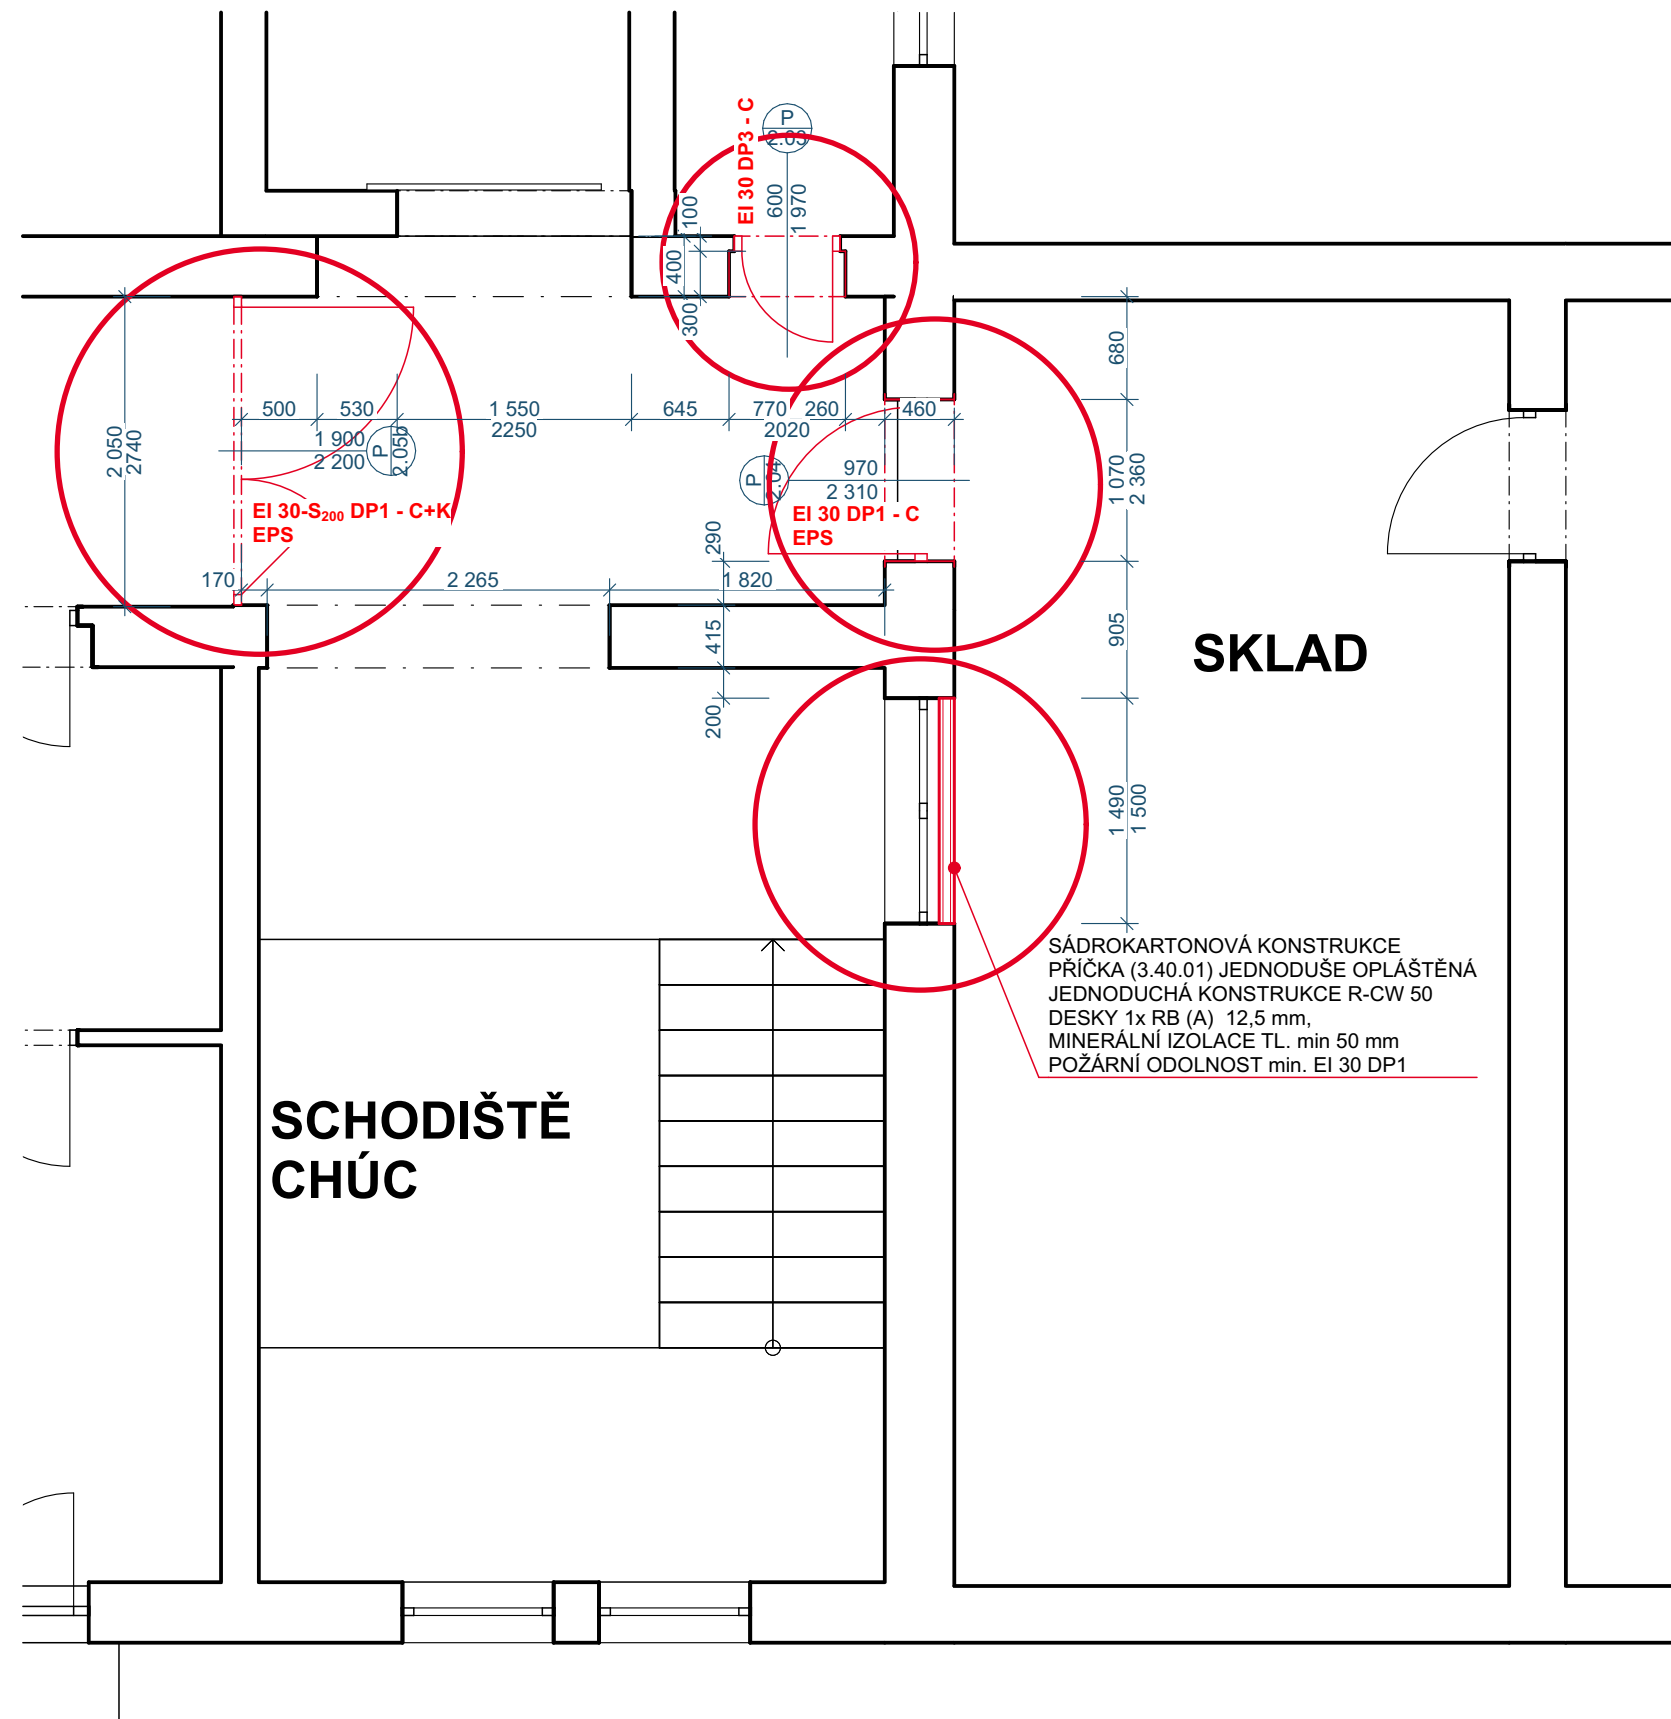 EI 30 DP3 - C
P
2.03
600
1 970
100
400
300
680
500
530
1 550
2250
645
770
260
2020
460
2 050
2740
1 900
2 200
P
2.05b
P
2.04
970
2 310
1 070
2 360
EI 30-S₂₀₀ DP1 - C+K
EPS
EI 30 DP1 - C
EPS
290
170
2 265
1 820
415
905
200
SKLAD
1 490
1 500
SÁDROKARTONOVÁ KONSTRUKCE
PŘÍČKA (3.40.01) JEDNODUŠE OPLÁŠTĚNÁ
JEDNODUCHÁ KONSTRUKCE R-CW 50
DESKY 1x RB (A) 12,5 mm,
MINERÁLNÍ IZOLACE TL. min 50 mm
POŽÁRNÍ ODOLNOST min. EI 30 DP1
SCHODIŠTĚ
CHÚC